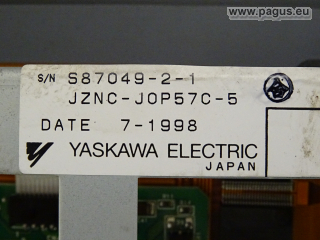 www.pagus.eu
S/N S87049-2-1
JZNC-JOP57C-5
DATE 7-1998
YASKAWA ELECTRIC
JAPAN